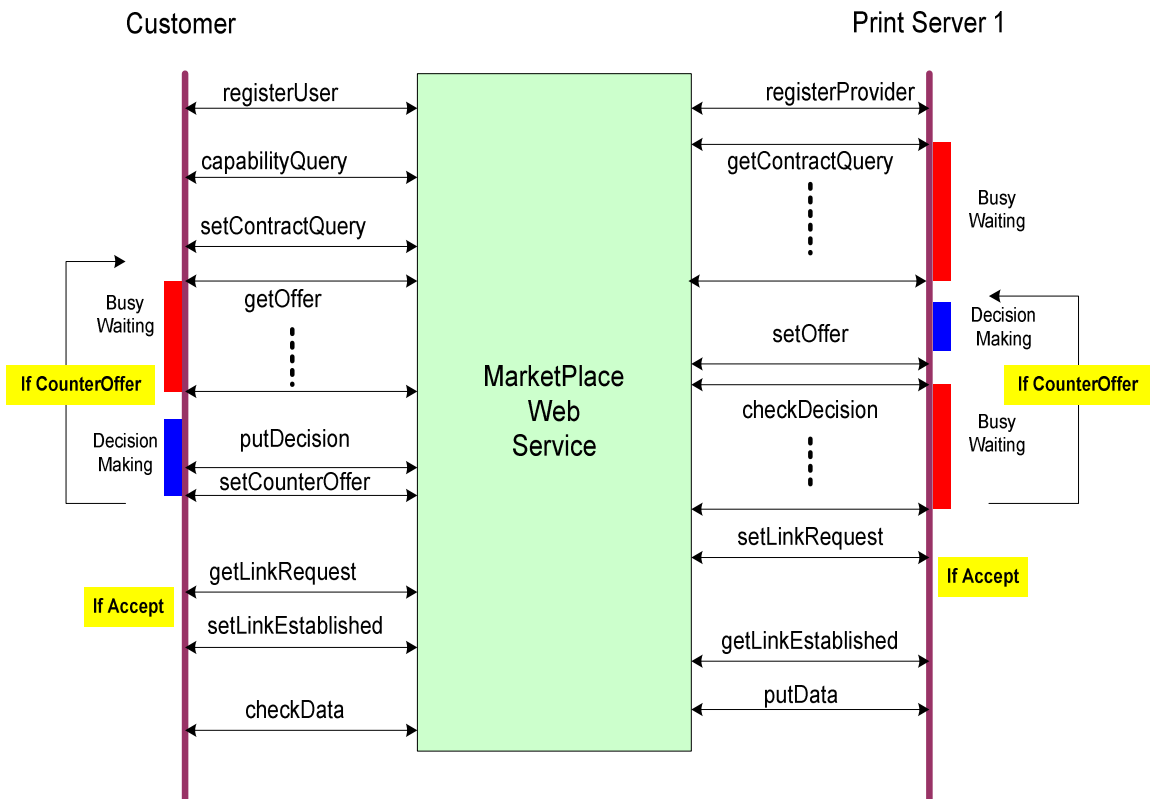 Customer
Print Server 1
registerUser
registerProvider
capabilityQuery
getContractQuery
Busy
Waiting
setContractQuery
getOffer
Busy
Waiting
setOffer
Decision
Making
If CounterOffer
If CounterOffer
MarketPlace
Web
Service
checkDecision
Busy
Waiting
Decision
Making
putDecision
setCounterOffer
setLinkRequest
getLinkRequest
If Accept
If Accept
setLinkEstablished
getLinkEstablished
putData
checkData